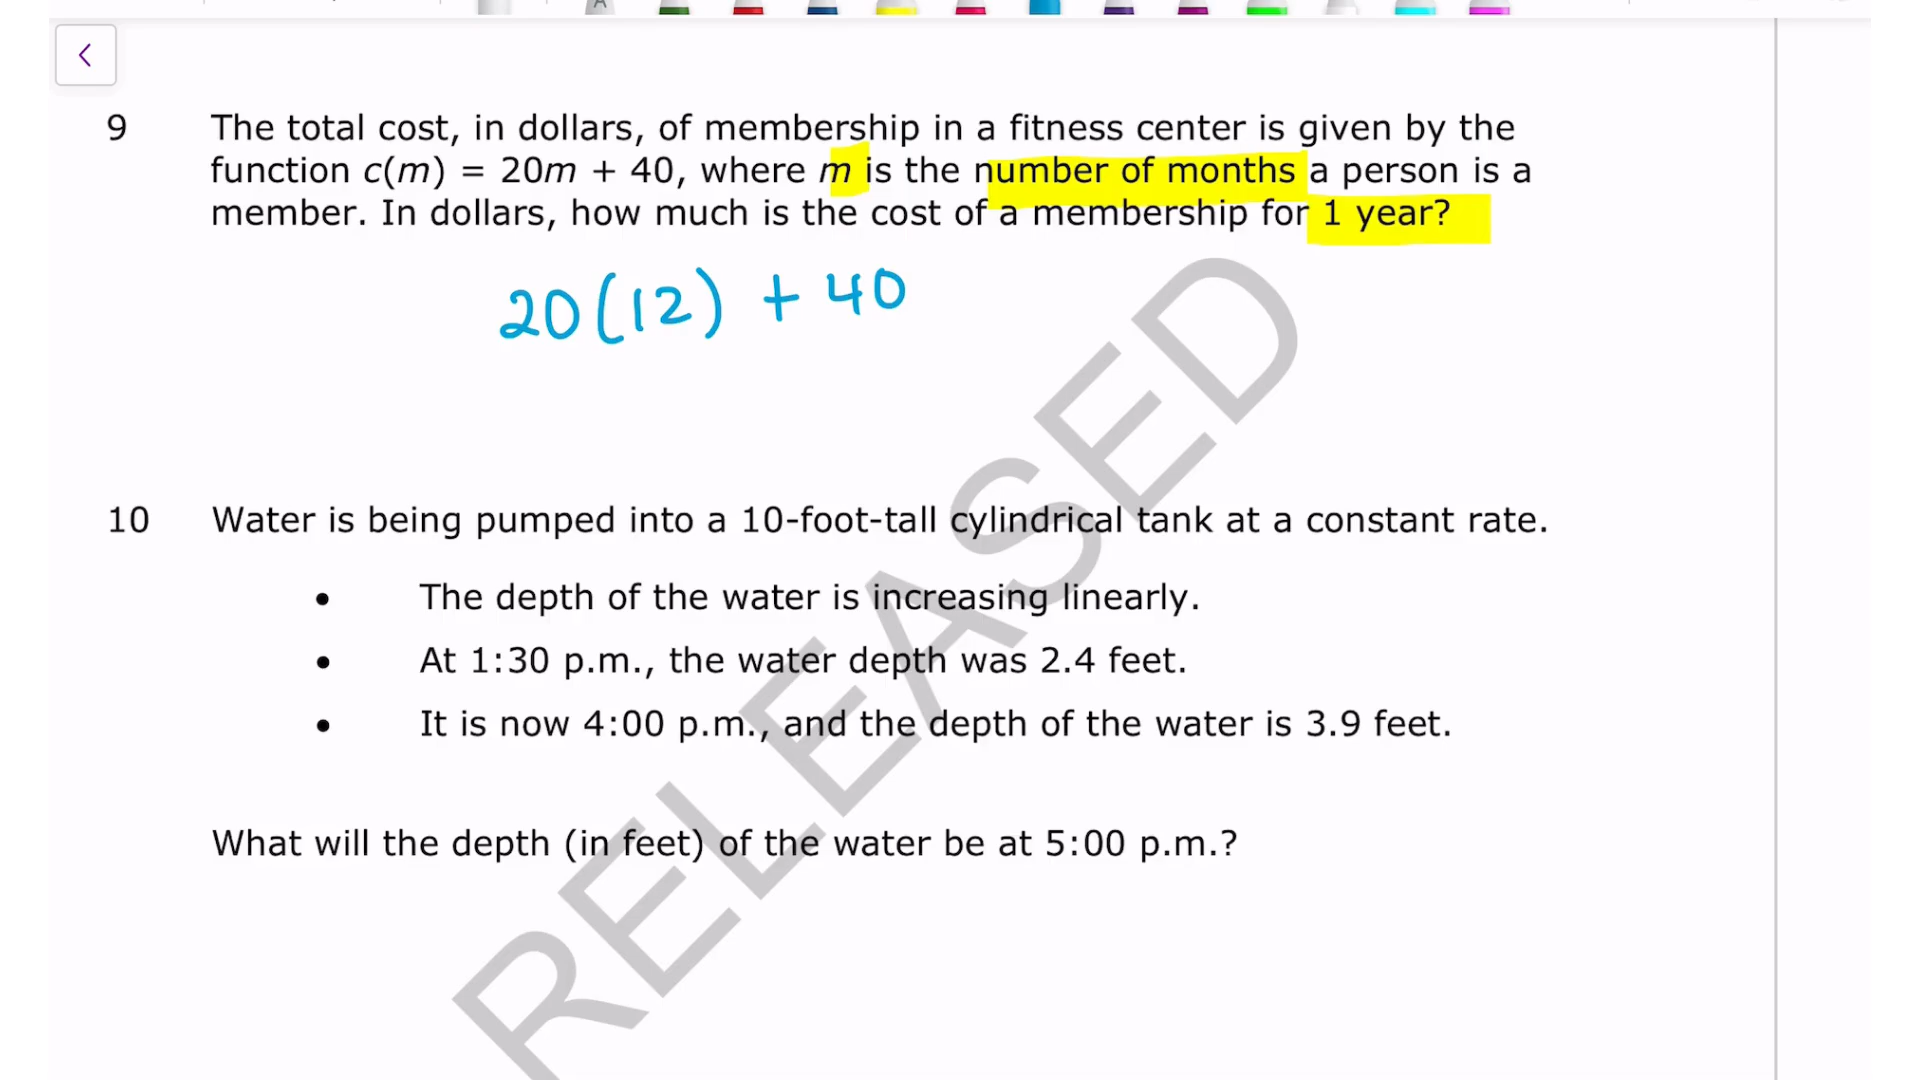 A
9 The total cost, in dollars, of membership in a fitness center is given by the
function c(m) = 20m + 40, where m is the number of months a person is a
member. In dollars, how much is the cost of a membership for 1 year?
20(12) + 40
10 Water is being pumped into a 10-foot-tall cylindrical tank at a constant rate.
• The depth of the water is increasing linearly.
• At 1:30 p.m., the water depth was 2.4 feet.
• It is now 4:00 p.m., and the depth of the water is 3.9 feet.
What will the depth (in feet) of the water be at 5:00 p.m.?
RELEASED